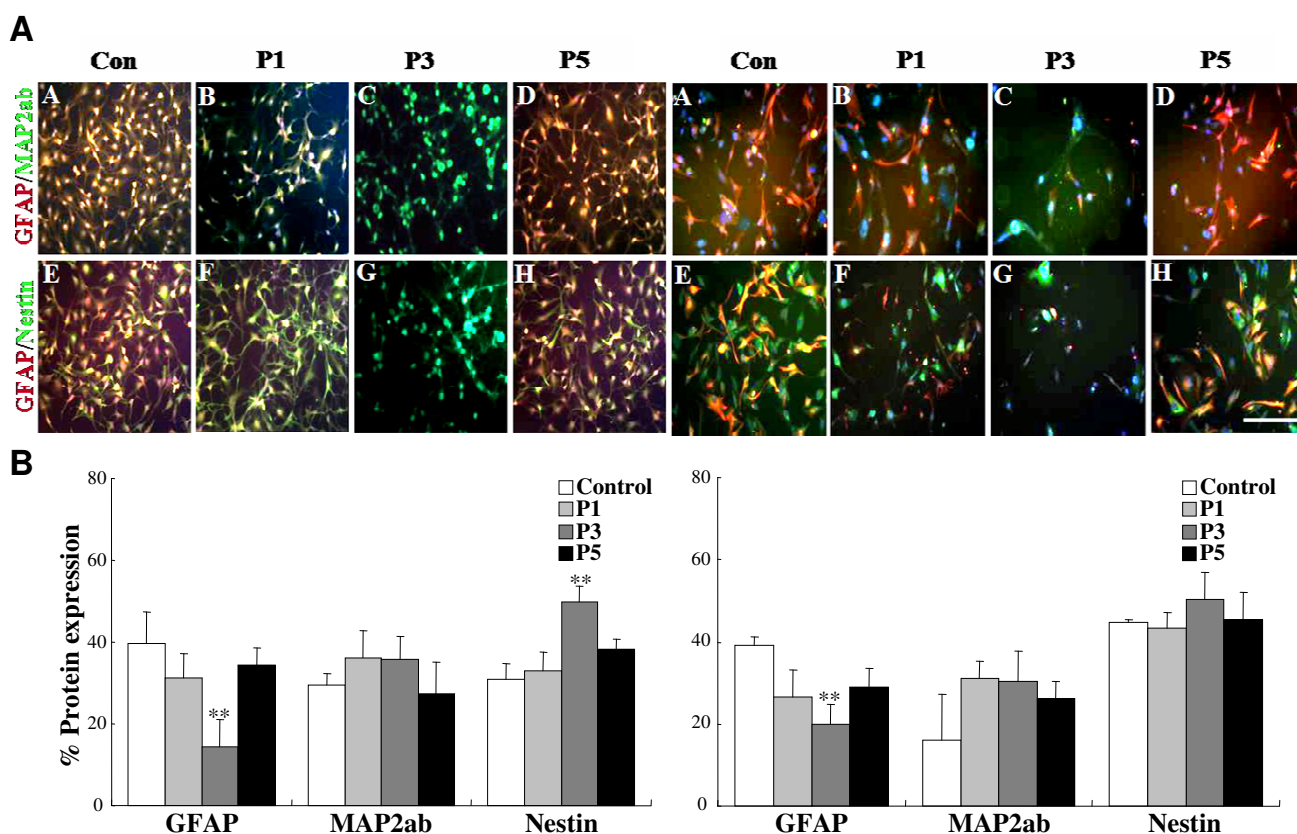 A
Con P1 P3 P5 Con P1 P3 P5
GFAP/MAP2ab
A B C D A B C D
GFAP/Nestin
E F G H E F G H
B
% Protein expression
80
60
40
20
0
Control
P1
P3
P5
**
**
GFAP MAP2ab Nestin
80
60
40
20
0
Control
P1
P3
P5
**
GFAP MAP2ab Nestin